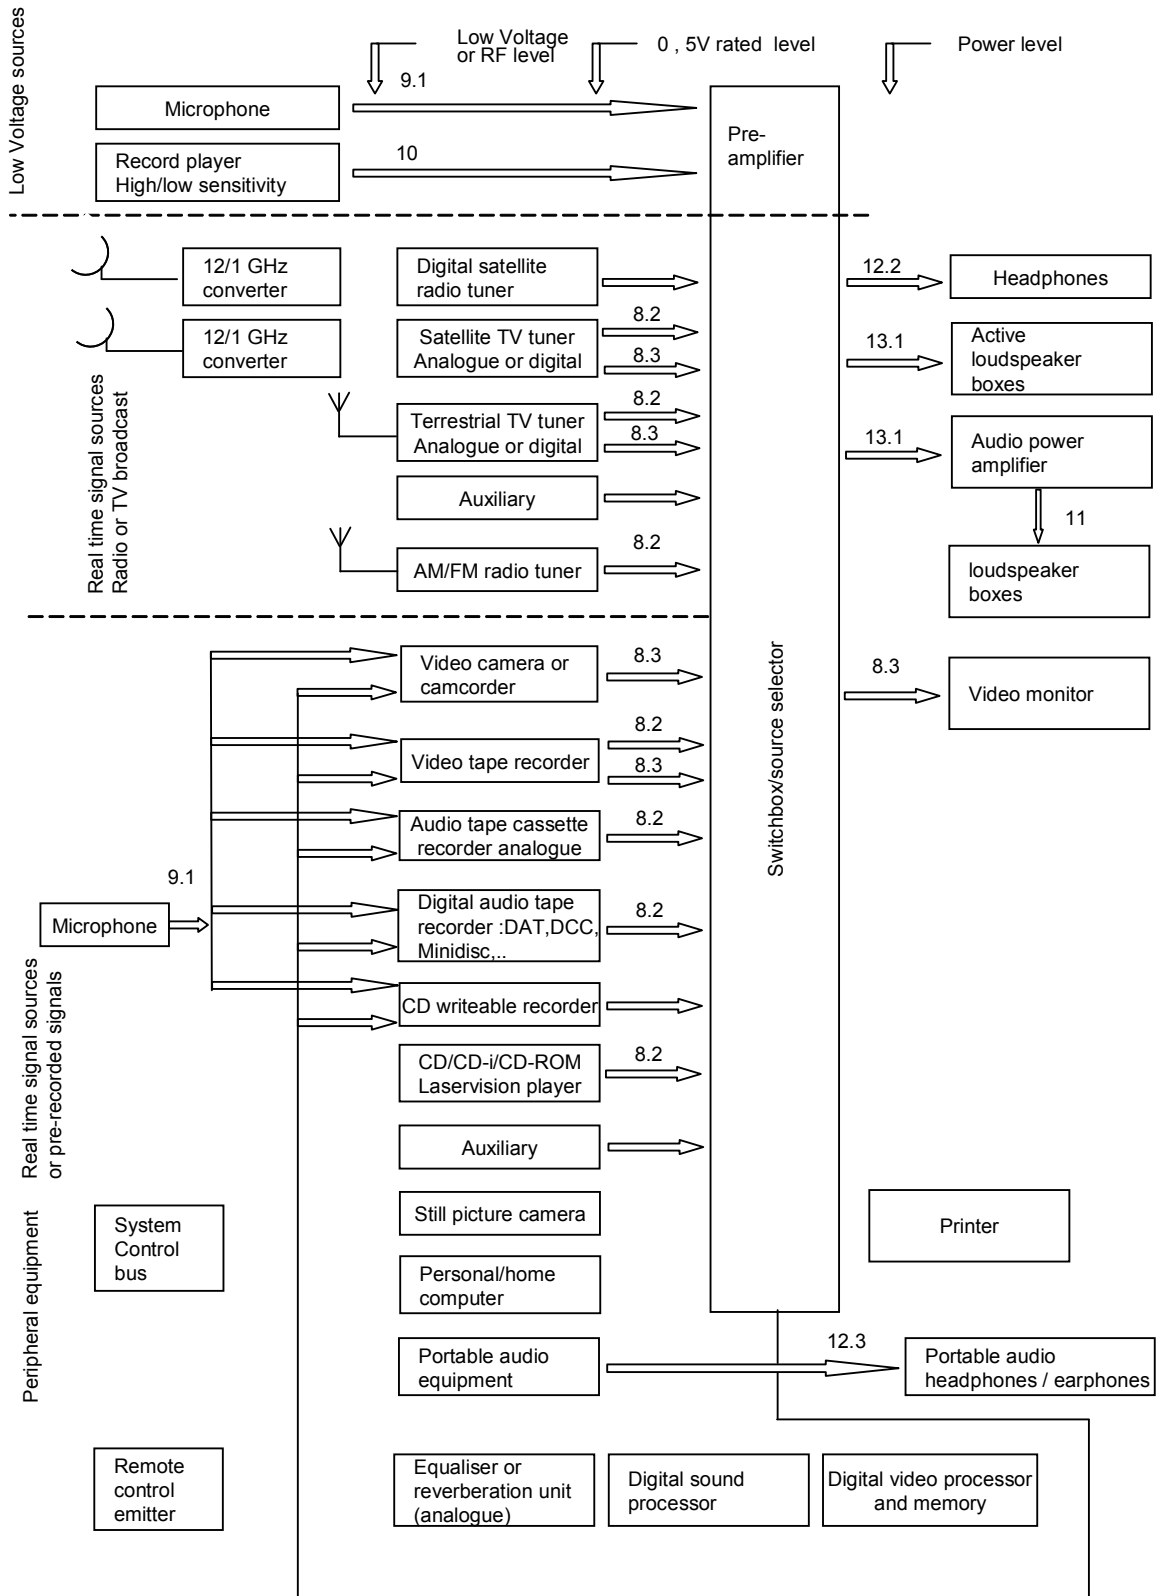 Low Voltage sources
Low Voltage
or RF level
0 , 5V rated level
Power level
9.1
Microphone
Pre-
amplifier
10
Record player
High/low sensitivity
12/1 GHz
converter
Digital satellite
radio tuner
12.2
Headphones
12/1 GHz
converter
Satellite TV tuner
Analogue or digital
8.2
8.3
13.1
Active
loudspeaker
boxes
Real time signal sources
Radio or TV broadcast
Terrestrial TV tuner
Analogue or digital
8.2
8.3
13.1
Audio power
amplifier
Auxiliary
11
AM/FM radio tuner
8.2
loudspeaker
boxes
Switchbox/source selector
Video camera or
camcorder
8.3
8.3
Video monitor
Video tape recorder
8.2
8.3
Audio tape cassette
recorder analogue
8.2
9.1
Microphone
Digital audio tape
recorder :DAT,DCC,
Minidisc,..
8.2
Real time signal sources
or pre-recorded signals
CD writeable recorder
CD/CD-i/CD-ROM
Laservision player
8.2
Auxiliary
Peripheral equipment
System
Control
bus
Still picture camera
Printer
Personal/home
computer
Portable audio
equipment
12.3
Portable audio
headphones / earphones
Remote
control
emitter
Equaliser or
reverberation unit
(analogue)
Digital sound
processor
Digital video processor
and memory